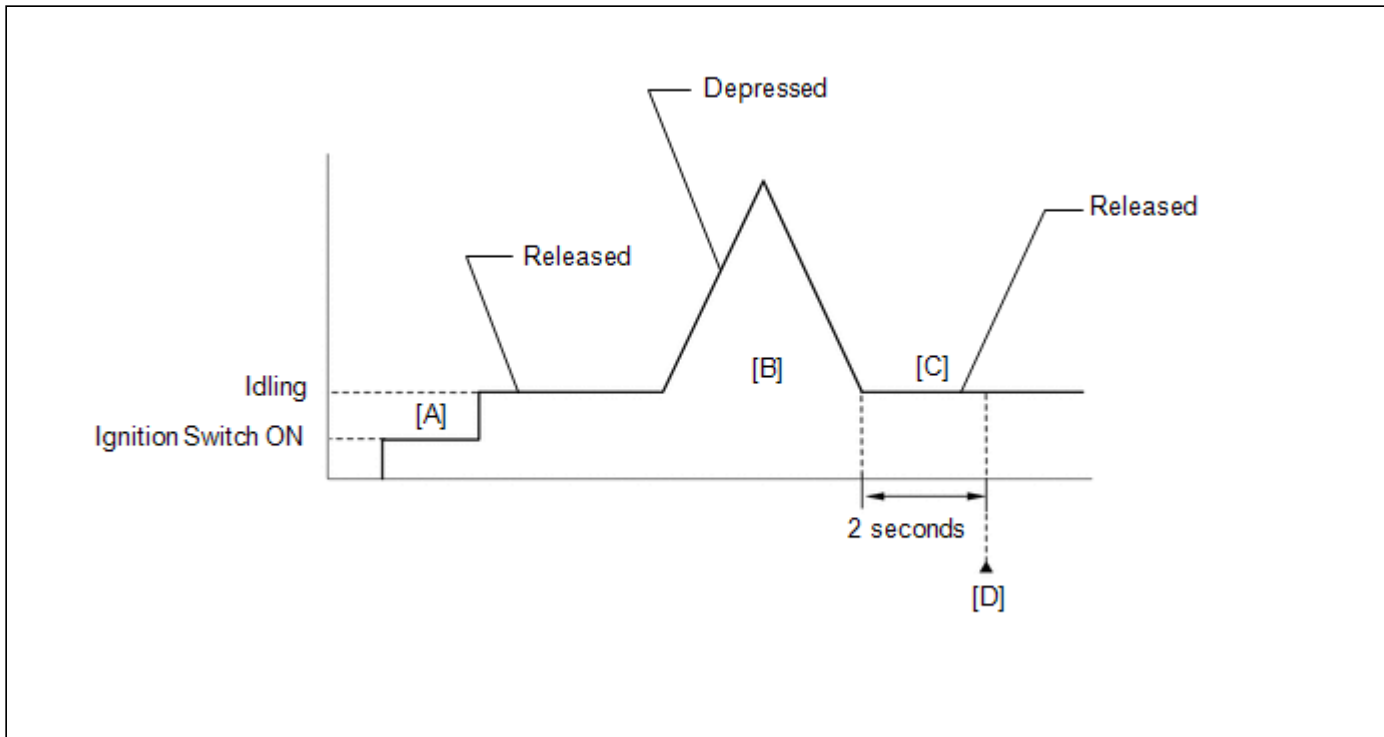 Depressed
Released
Released
[B]
[C]
Idling
[A]
Ignition Switch ON
2 seconds
[D]